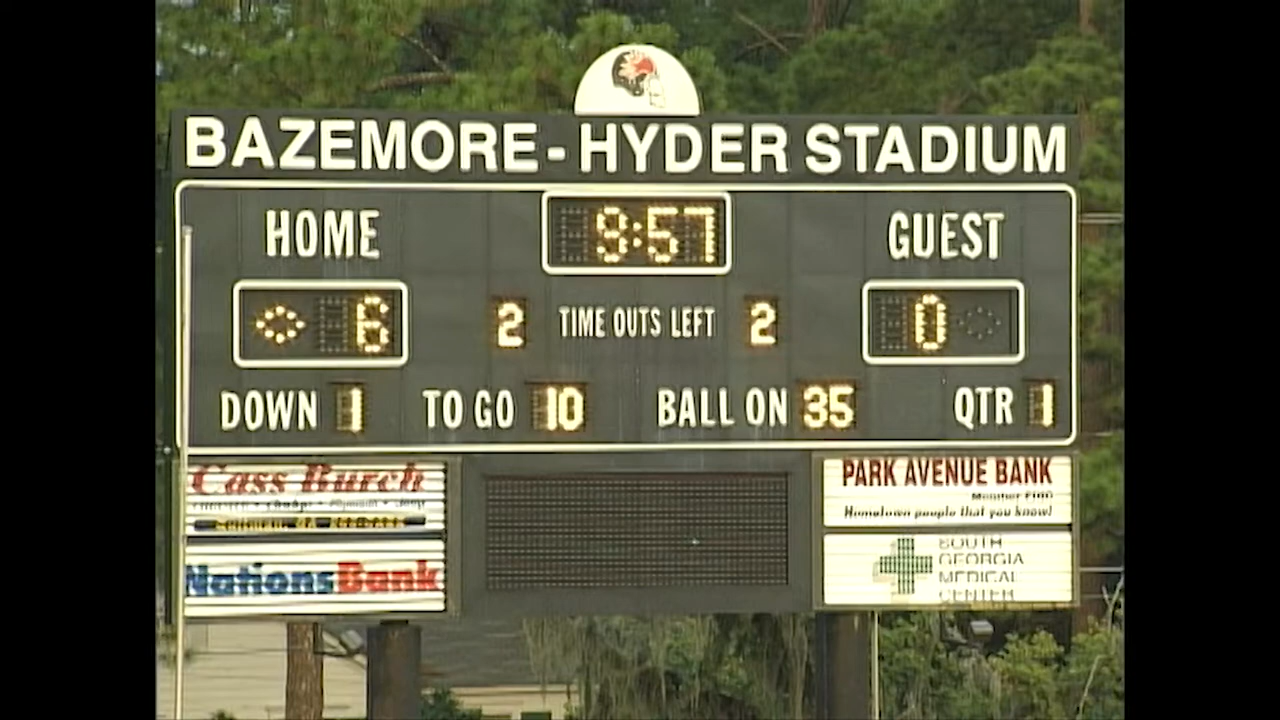 BAZEMORE-HYDER STADIUM
HOME 9:57 GUEST
6 2 TIME OUTS LEFT 2 0
DOWN 1 TO GO 10 BALL ON 35 QTR 1
Cass Burch
PARK AVENUE BANK
Member FDIC
Hometown people that you know!
NationsBank
SOUTH
GEORGIA
MEDICAL
CENTER